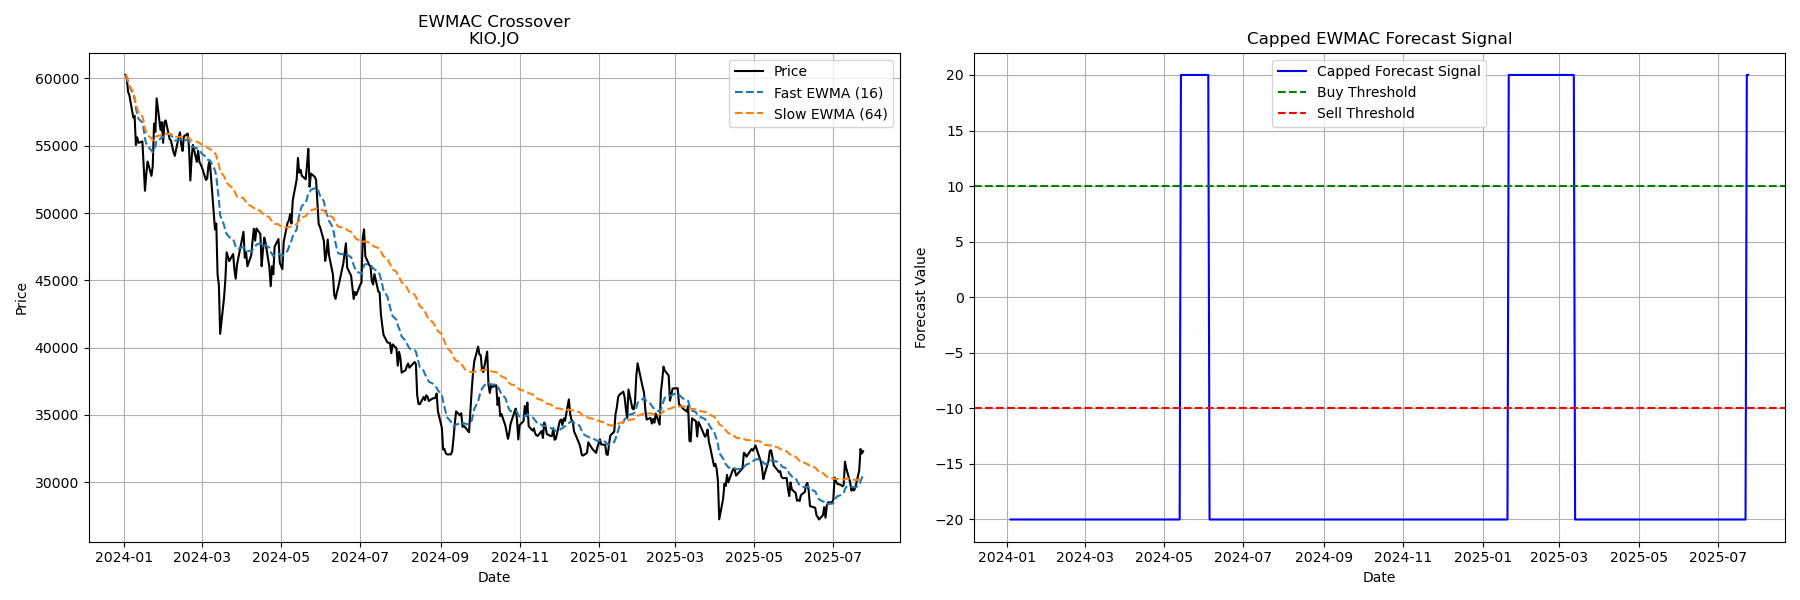 EWMAC Crossover
KIO.JO
Price
Fast EWMA (16)
Slow EWMA (64)
60000
55000
50000
45000
40000
35000
30000
Price
2024-01
2024-03
2024-05
2024-07
2024-09
2024-11
2025-01
2025-03
2025-05
2025-07
Date
Capped EWMAC Forecast Signal
Capped Forecast Signal
Buy Threshold
Sell Threshold
20
15
10
5
0
−5
−10
−15
−20
Forecast Value
2024-01
2024-03
2024-05
2024-07
2024-09
2024-11
2025-01
2025-03
2025-05
2025-07
Date